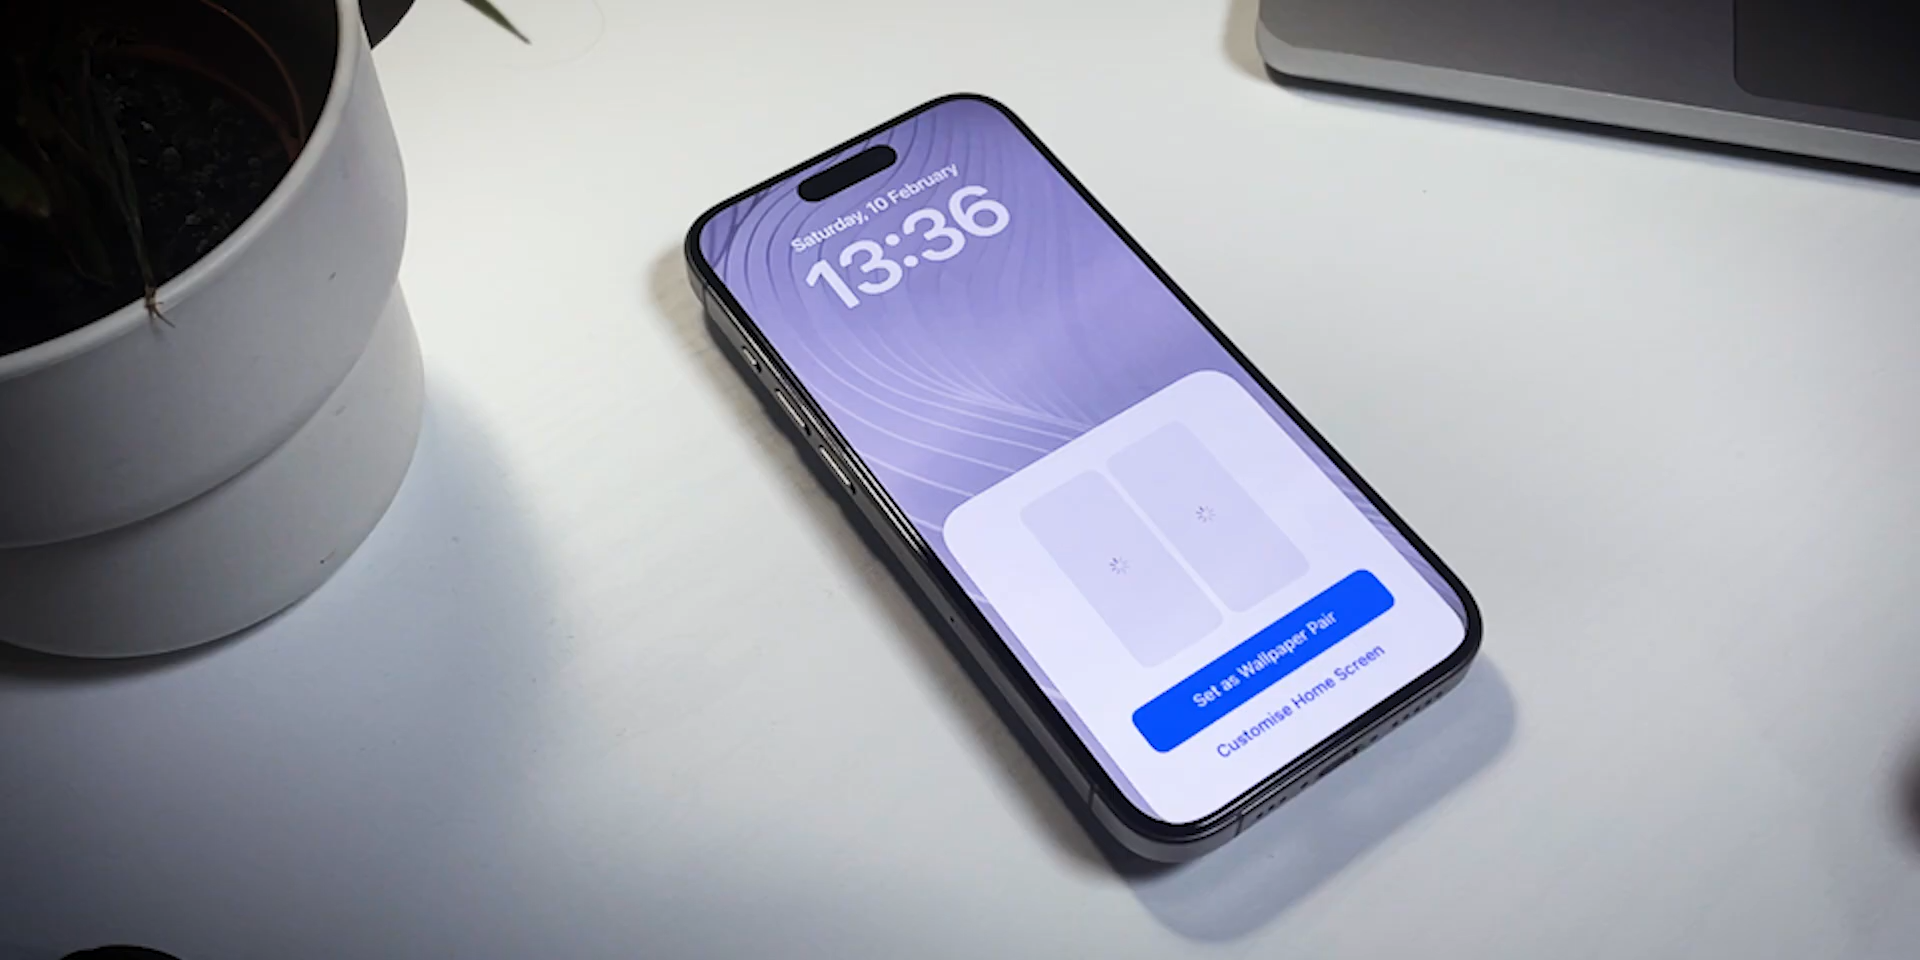 Saturday, 10 February
13:36
Set as Wallpaper Pair
Customise Home Screen